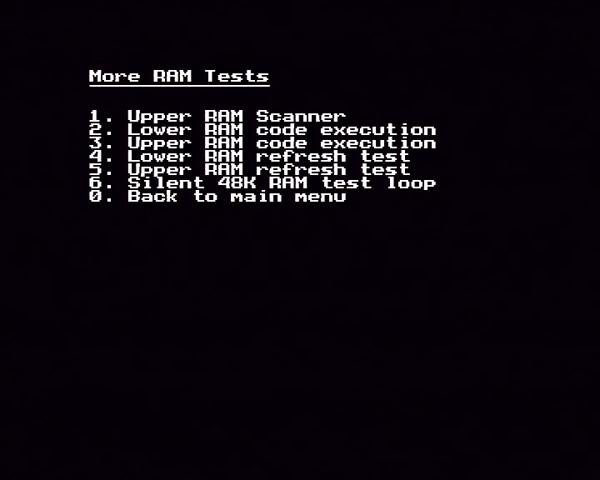 More RAM Tests
1. Upper RAM Scanner
2. Lower RAM code execution
3. Upper RAM code execution
4. Lower RAM refresh test
5. Upper RAM refresh test
6. Silent 48K RAM test loop
0. Back to main menu